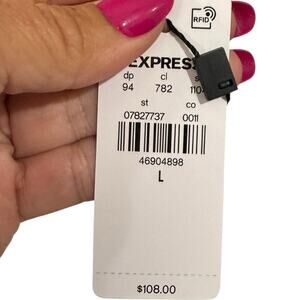 RFID
EXPRESS
dp cl
94 782
st co
07827737 0011
46904898
L
$108.00